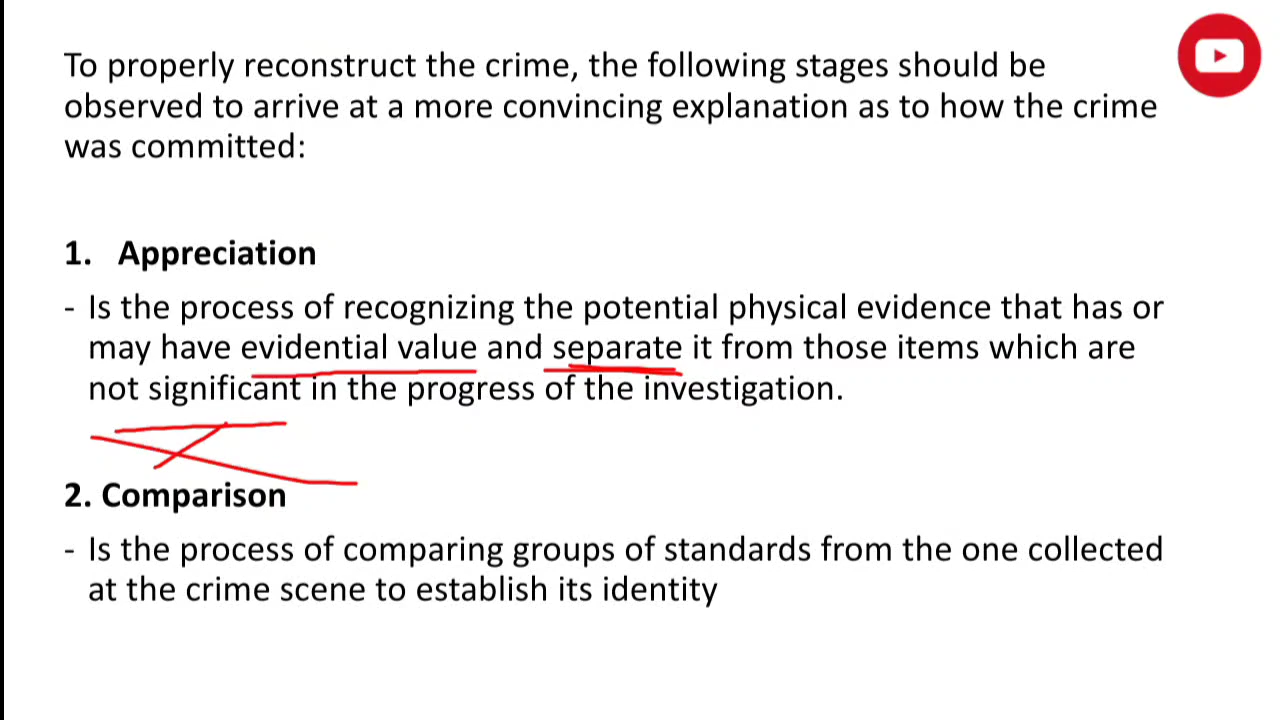 To properly reconstruct the crime, the following stages should be
observed to arrive at a more convincing explanation as to how the crime
was committed:
1. Appreciation
- Is the process of recognizing the potential physical evidence that has or
may have evidential value and separate it from those items which are
not significant in the progress of the investigation.
2. Comparison
- Is the process of comparing groups of standards from the one collected
at the crime scene to establish its identity